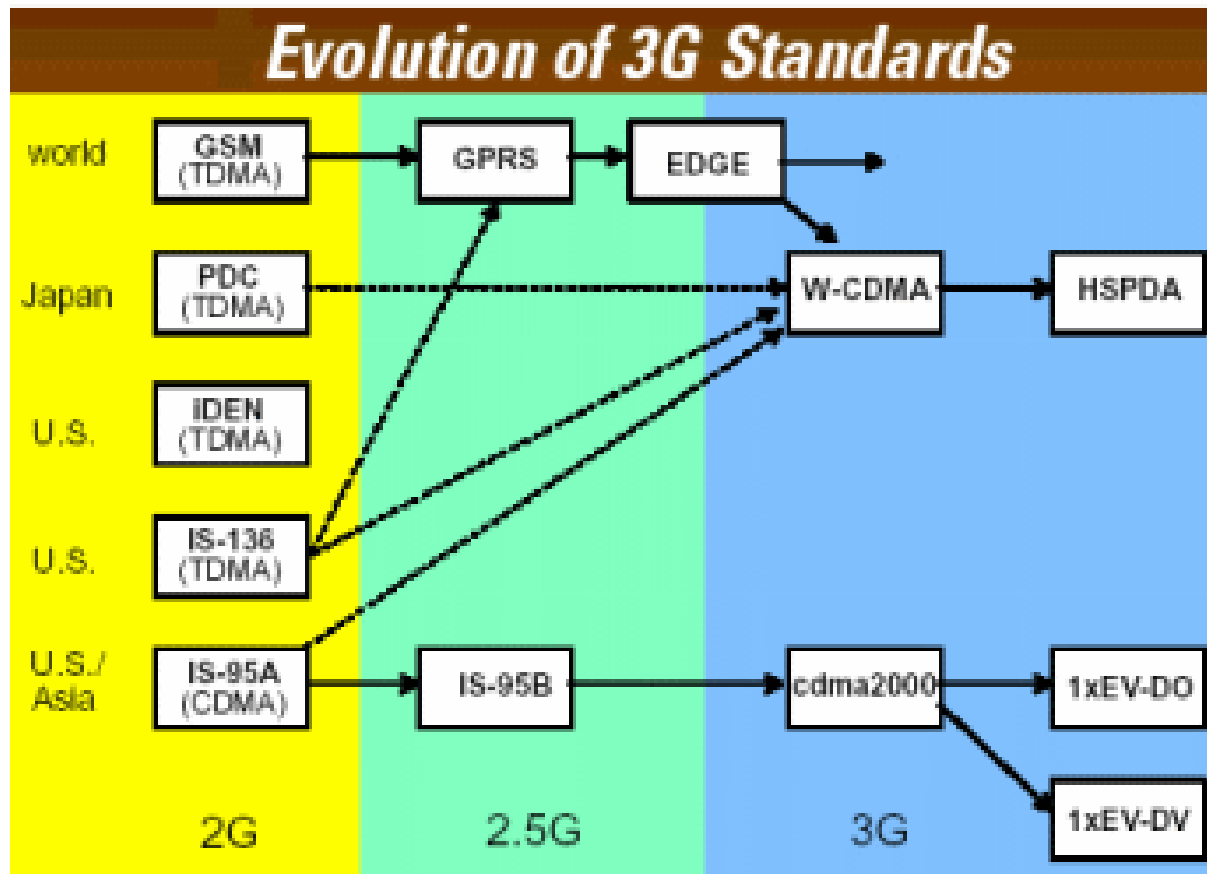 Evolution of 3G Standards
world
GSM
(TDMA)
GPRS
EDGE
Japan
PDC
(TDMA)
W-CDMA
HSPDA
U.S.
iDEN
(TDMA)
U.S.
IS-136
(TDMA)
U.S./
Asia
IS-95A
(CDMA)
IS-95B
cdma2000
1xEV-DO
1xEV-DV
2G
2.5G
3G